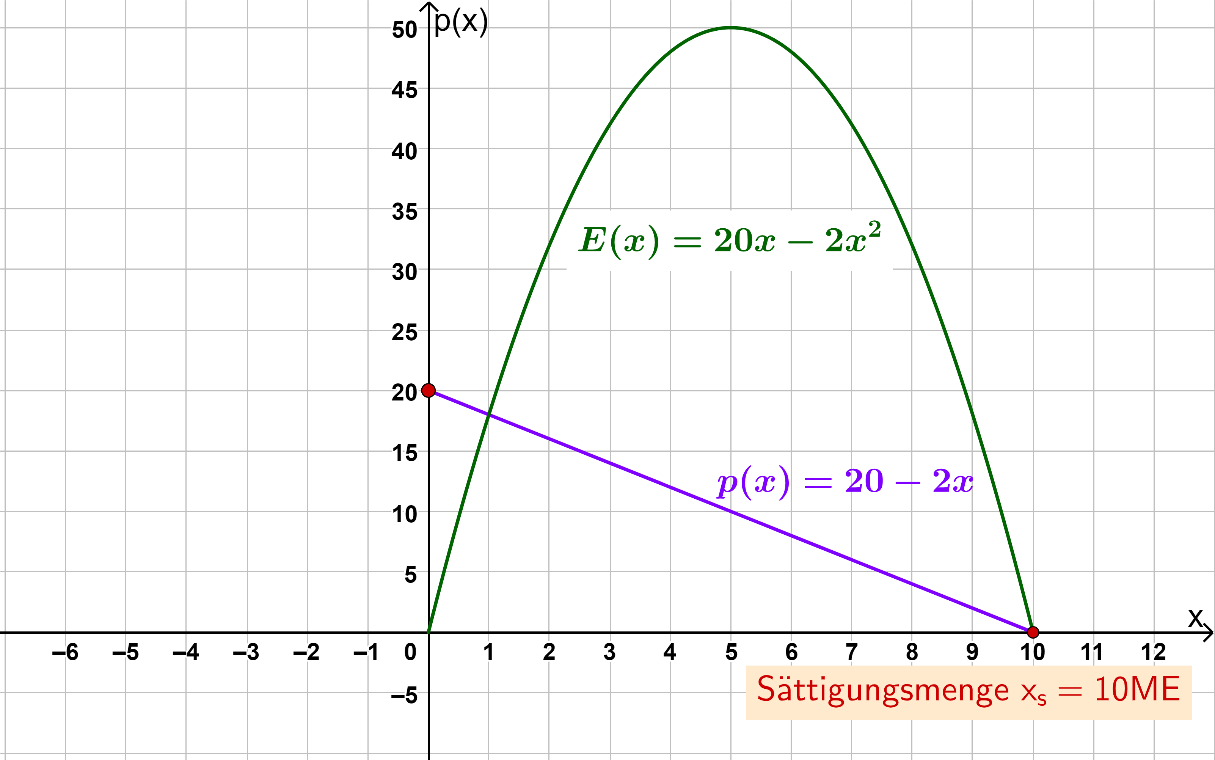 p(x)
50
45
40
35
E(x) = 20x − 2x²
30
25
20
15
p(x) = 20 − 2x
10
5
x
−6 −5 −4 −3 −2 −1 0 1 2 3 4 5 6 7 8 9 10 11 12
−5
Sättigungsmenge xₛ = 10ME